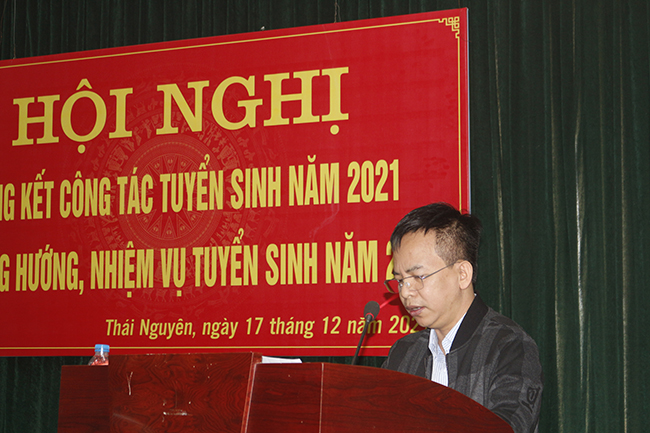 HỘI NGHỊ
KẾT CÔNG TÁC TUYỂN SINH NĂM 2021
HƯỚNG, NHIỆM VỤ TUYỂN SINH NĂM
Thái Nguyên, ngày 17 tháng 12 năm